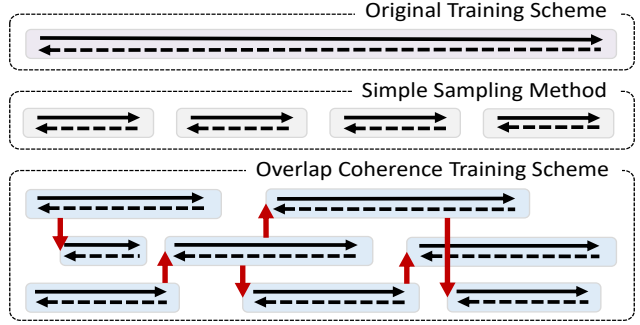 Original Training Scheme
Simple Sampling Method
Overlap Coherence Training Scheme